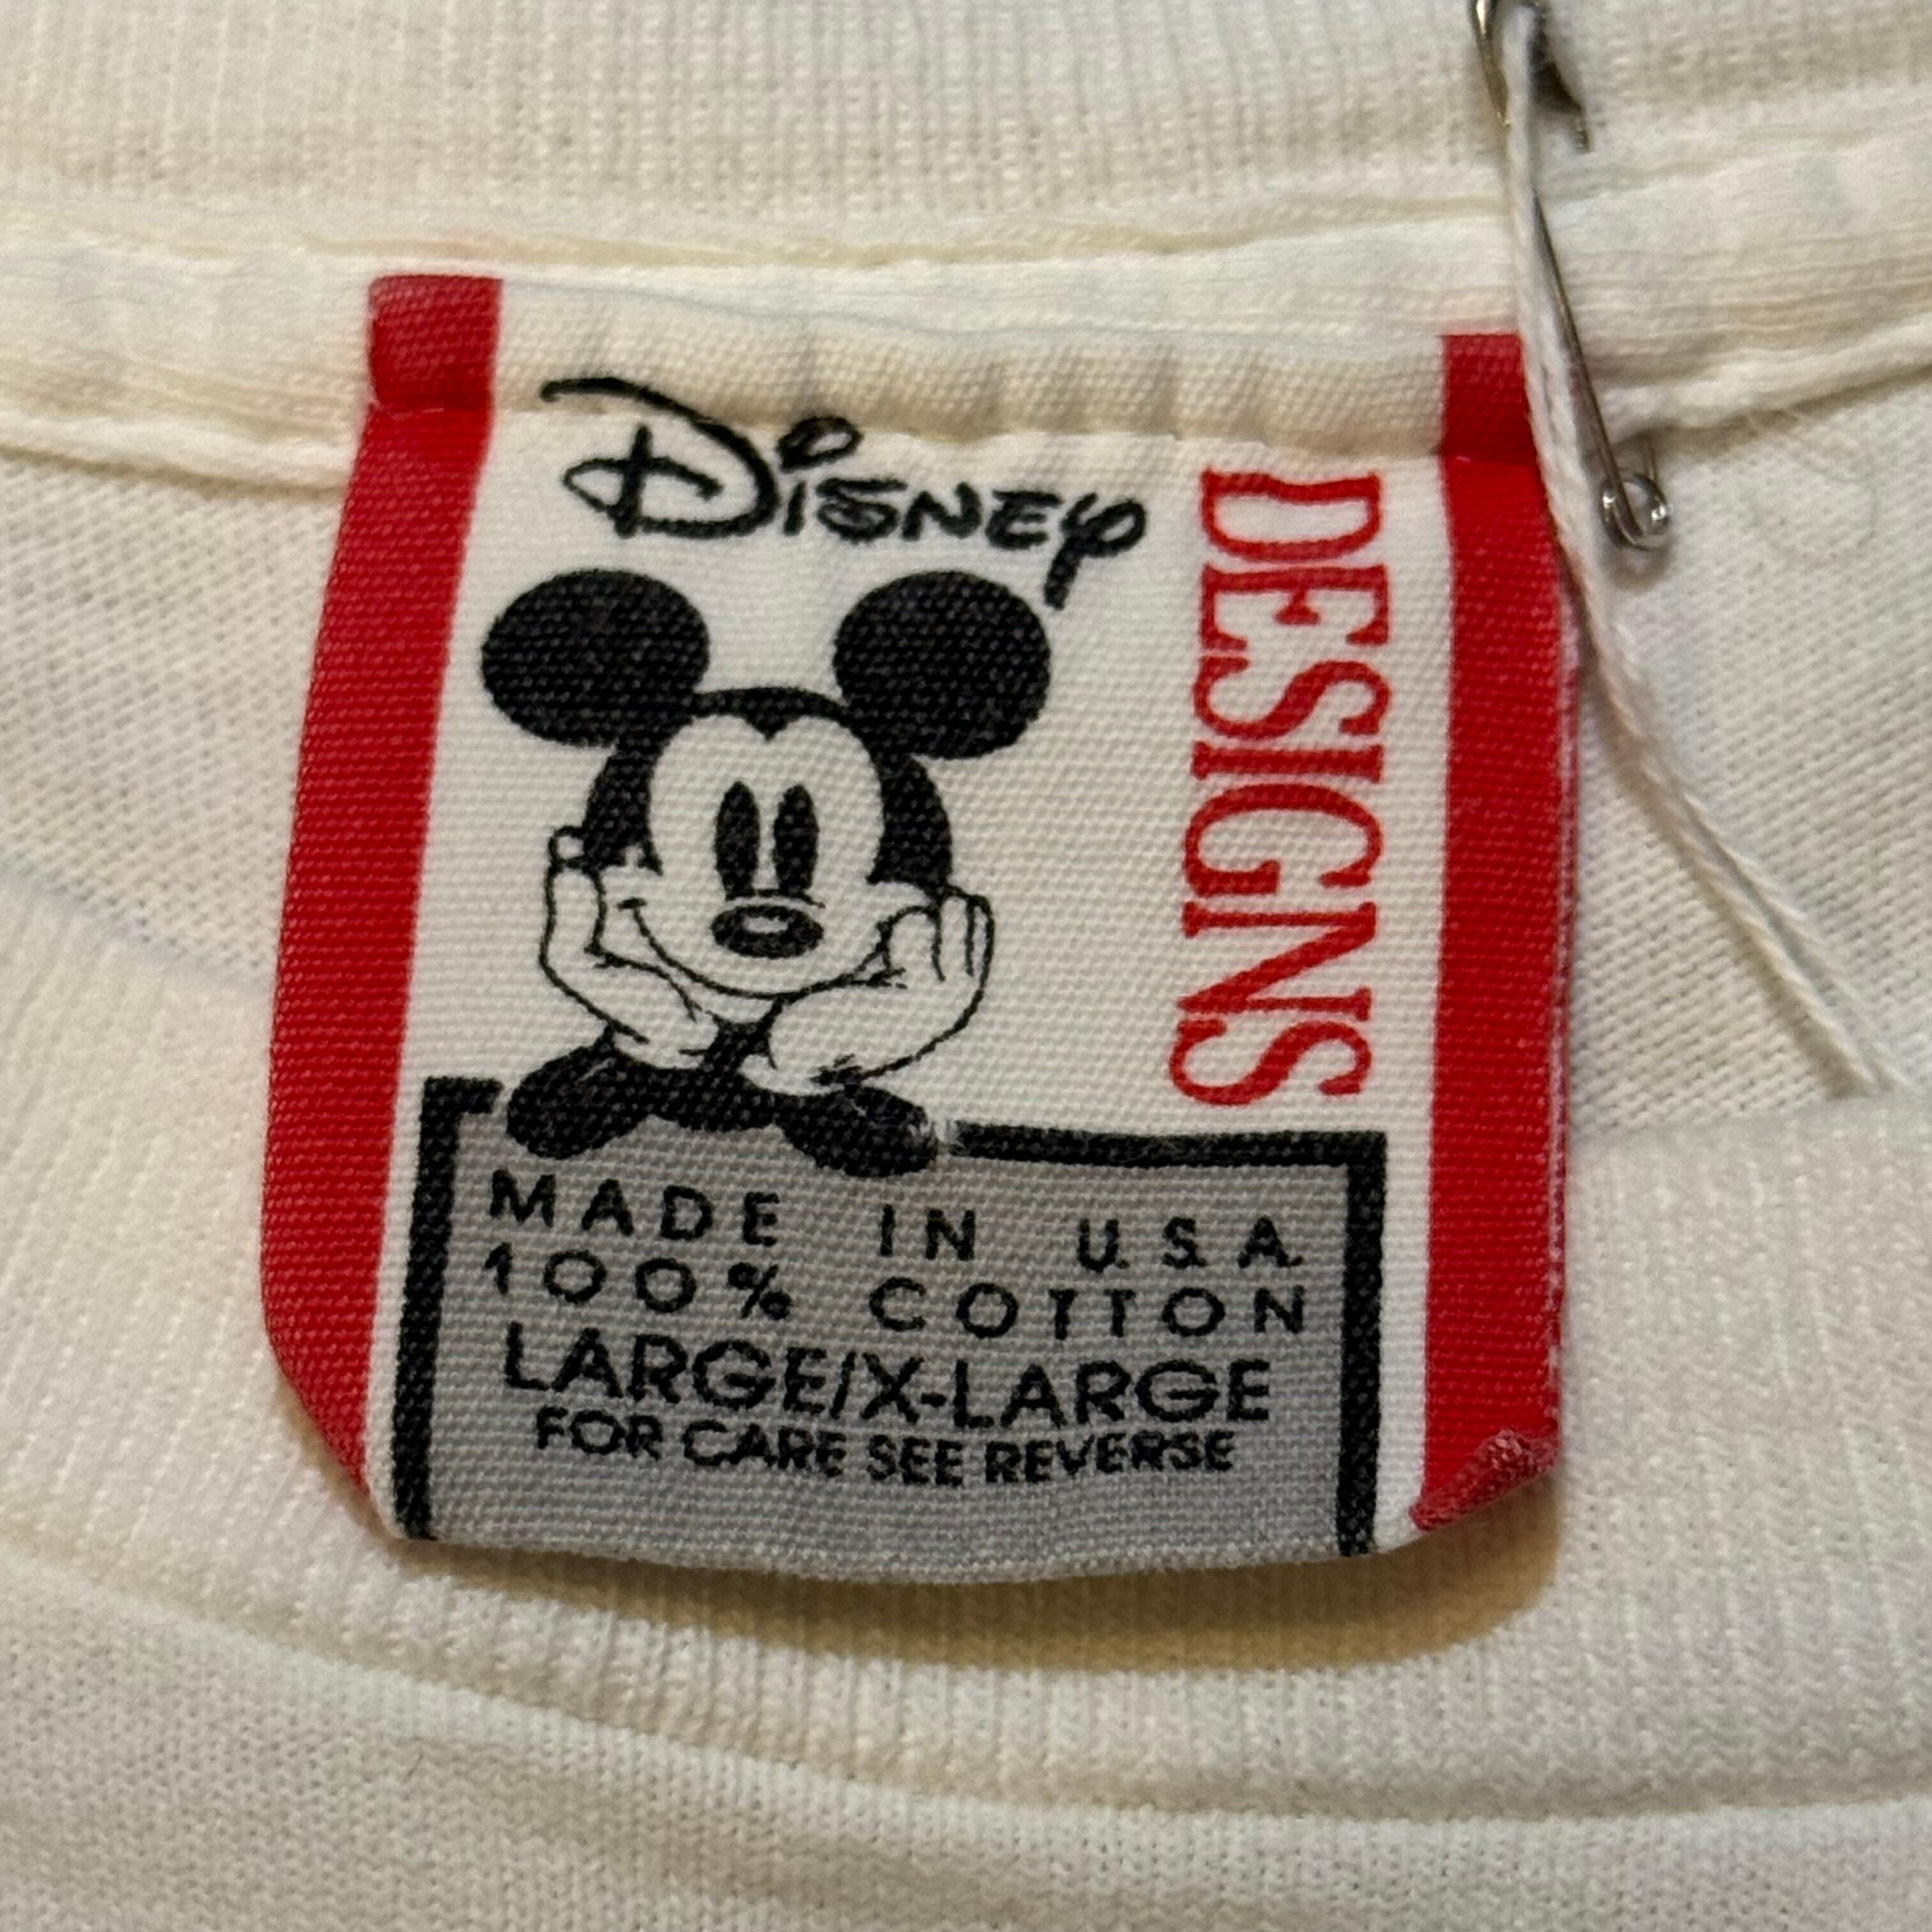 DISNEY
DESIGNS
MADE IN U.S.A.
100% COTTON
LARGE/X-LARGE
FOR CARE SEE REVERSE